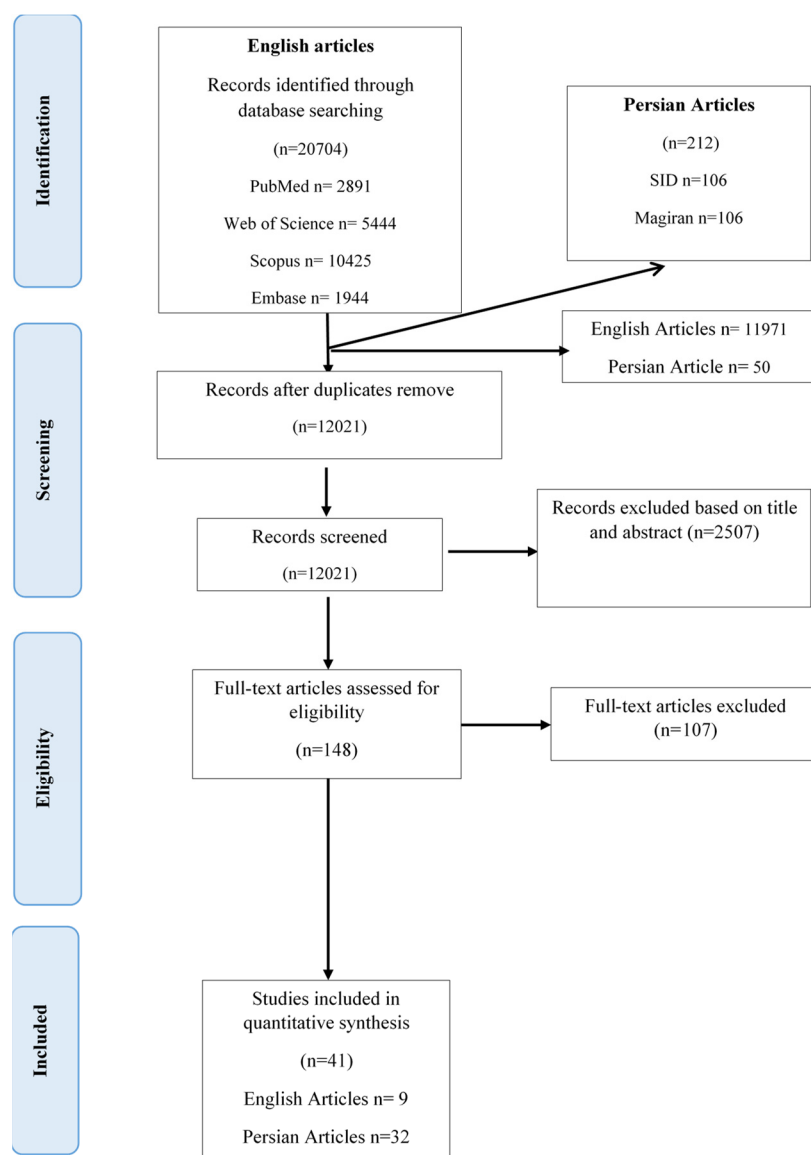 Identification
English articles
Records identified through
database searching
(n=20704)
PubMed n= 2891
Web of Science n= 5444
Scopus n= 10425
Embase n= 1944
Persian Articles
(n=212)
SID n=106
Magiran n=106
Screening
English Articles n= 11971
Persian Article n= 50
Records after duplicates remove
(n=12021)
Records screened
(n=12021)
Records excluded based on title
and abstract (n=2507)
Eligibility
Full-text articles assessed for
eligibility
(n=148)
Full-text articles excluded
(n=107)
Included
Studies included in
quantitative synthesis
(n=41)
English Articles n= 9
Persian Articles n=32